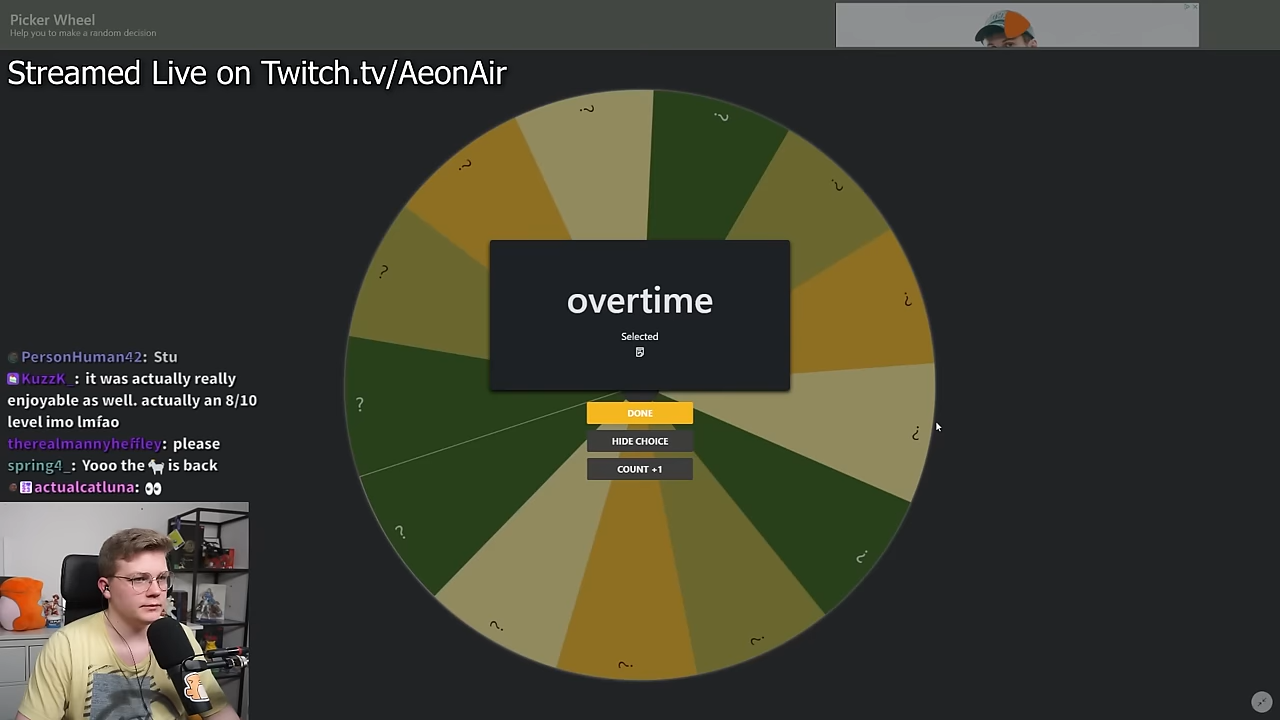 Picker Wheel
Help you to make a random decision
Streamed Live on Twitch.tv/AeonAir
?
?
?
?
?
?
?
?
?
?
?
?
?
overtime
Selected
DONE
HIDE CHOICE
COUNT +1
PersonHuman42: Stu
KuzzK_: it was actually really
enjoyable as well. actually an 8/10
level imo lmfao
therealmannyheffley: please
spring4_: Yooo the 🐐 is back
actualcatluna: 👀